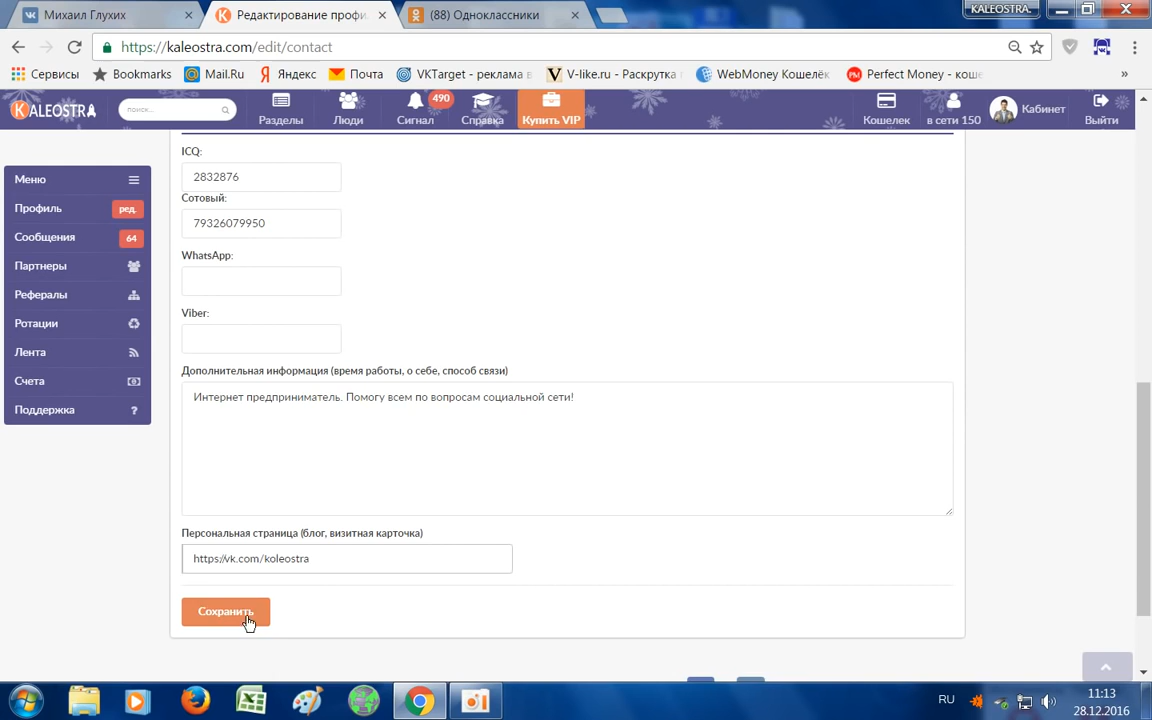 Михаил Глухих
Редактирование профи
(88) Одноклассники
KALEOSTRA.
https://kaleostra.com/edit/contact
Сервисы
Bookmarks
Mail.Ru
Яндекс
Почта
VKTarget - реклама в
V-like.ru - Раскрутка
WebMoney Кошелёк
Perfect Money - коше
»
KALEOSTRA
поиск...
Разделы
Люди
490
Сигнал
Справка
Купить VIP
Кошелек
в сети 150
Кабинет
Выйти
Меню
Профиль ред.
Сообщения 64
Партнеры
Рефералы
Ротации
Лента
Счета
Поддержка ?
ICQ:
2832876
Сотовый:
79326079950
WhatsApp:
Viber:
Дополнительная информация (время работы, о себе, способ связи)
Интернет предприниматель. Помогу всем по вопросам социальной сети!
Персональная страница (блог, визитная карточка)
https://vk.com/koleostra
Сохранить
RU
11:13
28.12.2016